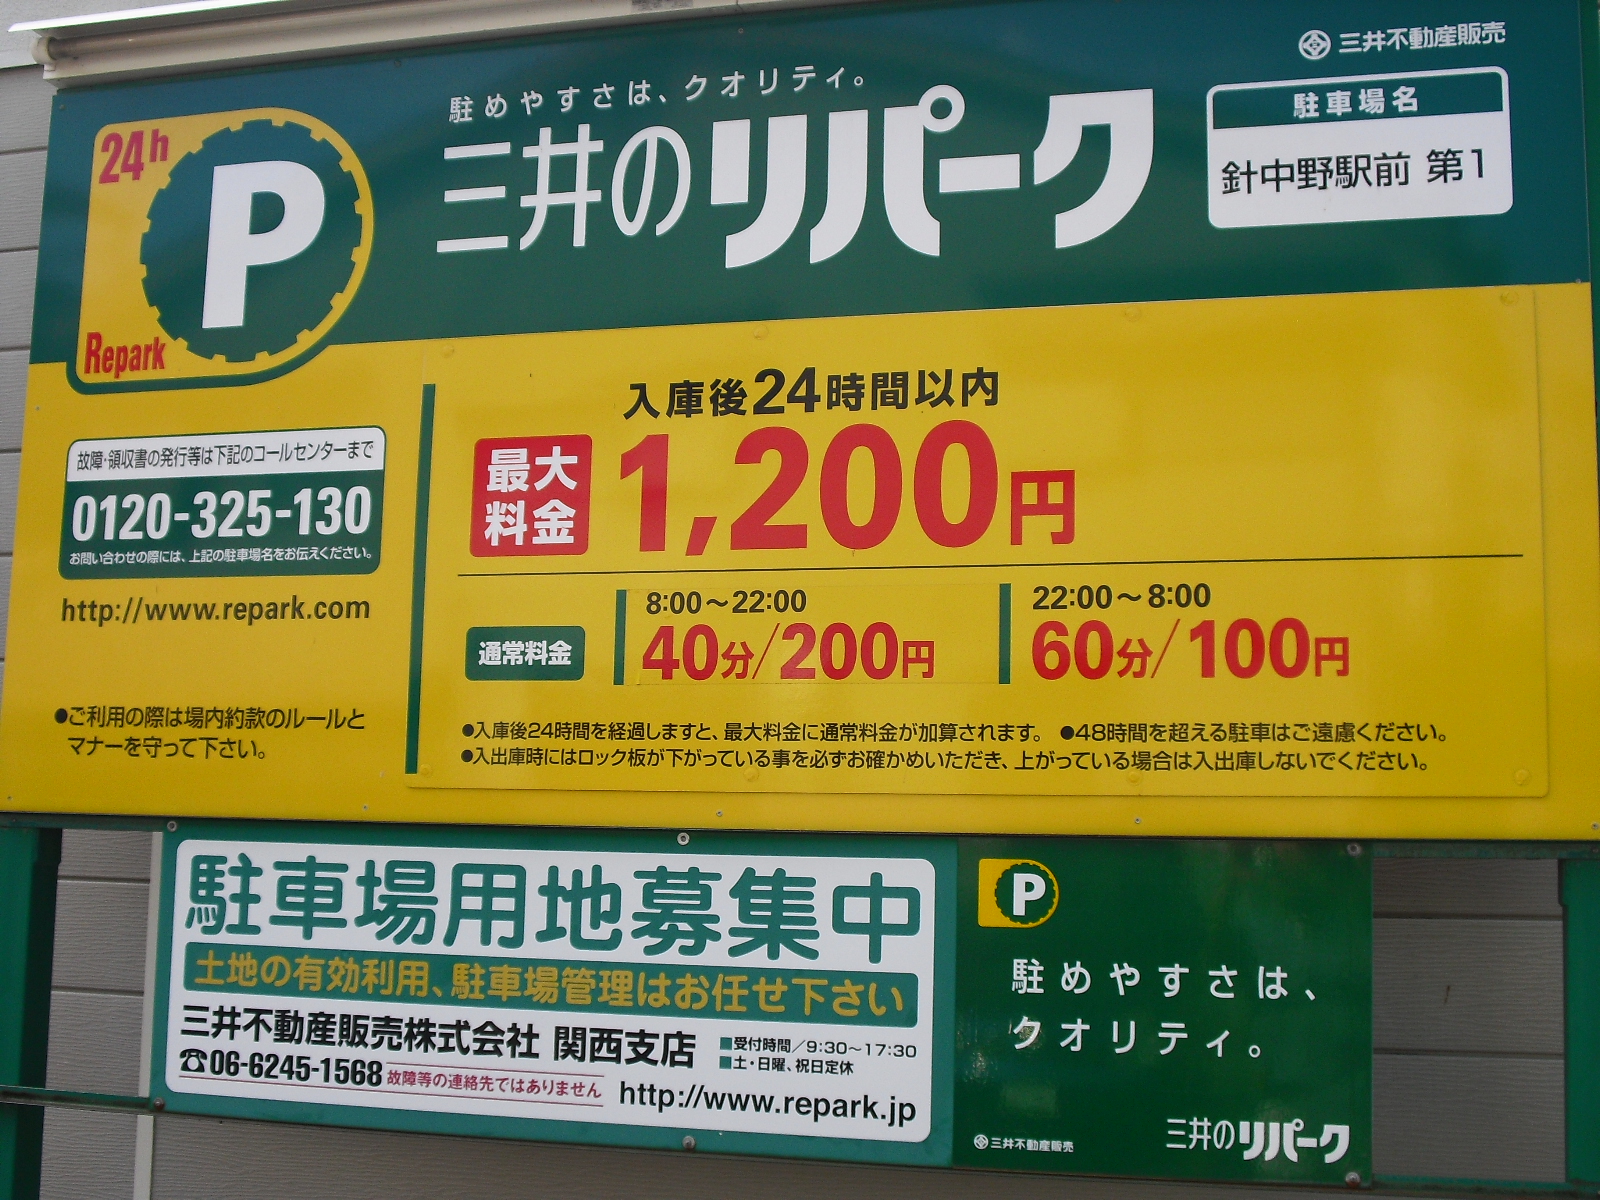 三井不動産販売
駐めやすさは、クオリティ。
三井のリパーク
駐車場名
針中野駅前 第1
24h
P
Repark
入庫後24時間以内
最大料金
1,200円
故障・領収書の発行等は下記のコールセンターまで
0120-325-130
お問い合わせの際には、上記の駐車場名をお伝えください。
http://www.repark.com
通常料金
8:00～22:00
40分/200円
22:00～8:00
60分/100円
●ご利用の際は場内約款のルールと
マナーを守って下さい。
●入庫後24時間を経過しますと、最大料金に通常料金が加算されます。 ●48時間を超える駐車はご遠慮ください。
●入出庫時にはロック板が下がっている事を必ずお確かめいただき、上がっている場合は入出庫しないでください。
駐車場用地募集中
土地の有効利用、駐車場管理はお任せ下さい
三井不動産販売株式会社 関西支店
■受付時間／9:30～17:30
■土・日曜、祝日定休
☎06-6245-1568
故障等の連絡先ではありません
http://www.repark.jp
P
駐めやすさは、
クオリティ。
三井不動産販売
三井のリパーク